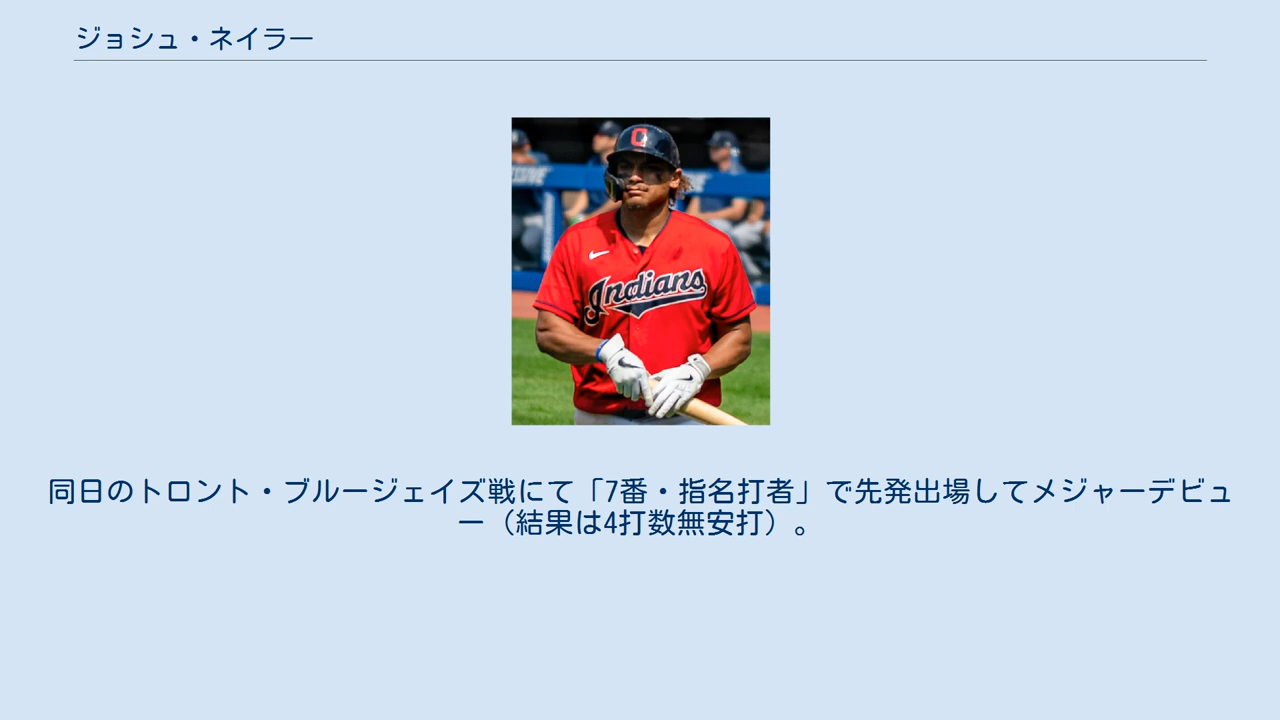 ジョシュ・ネイラー
C
Indians
同日のトロント・ブルージェイズ戦にて「7番・指名打者」で先発出場してメジャーデビュ
ー（結果は4打数無安打）。